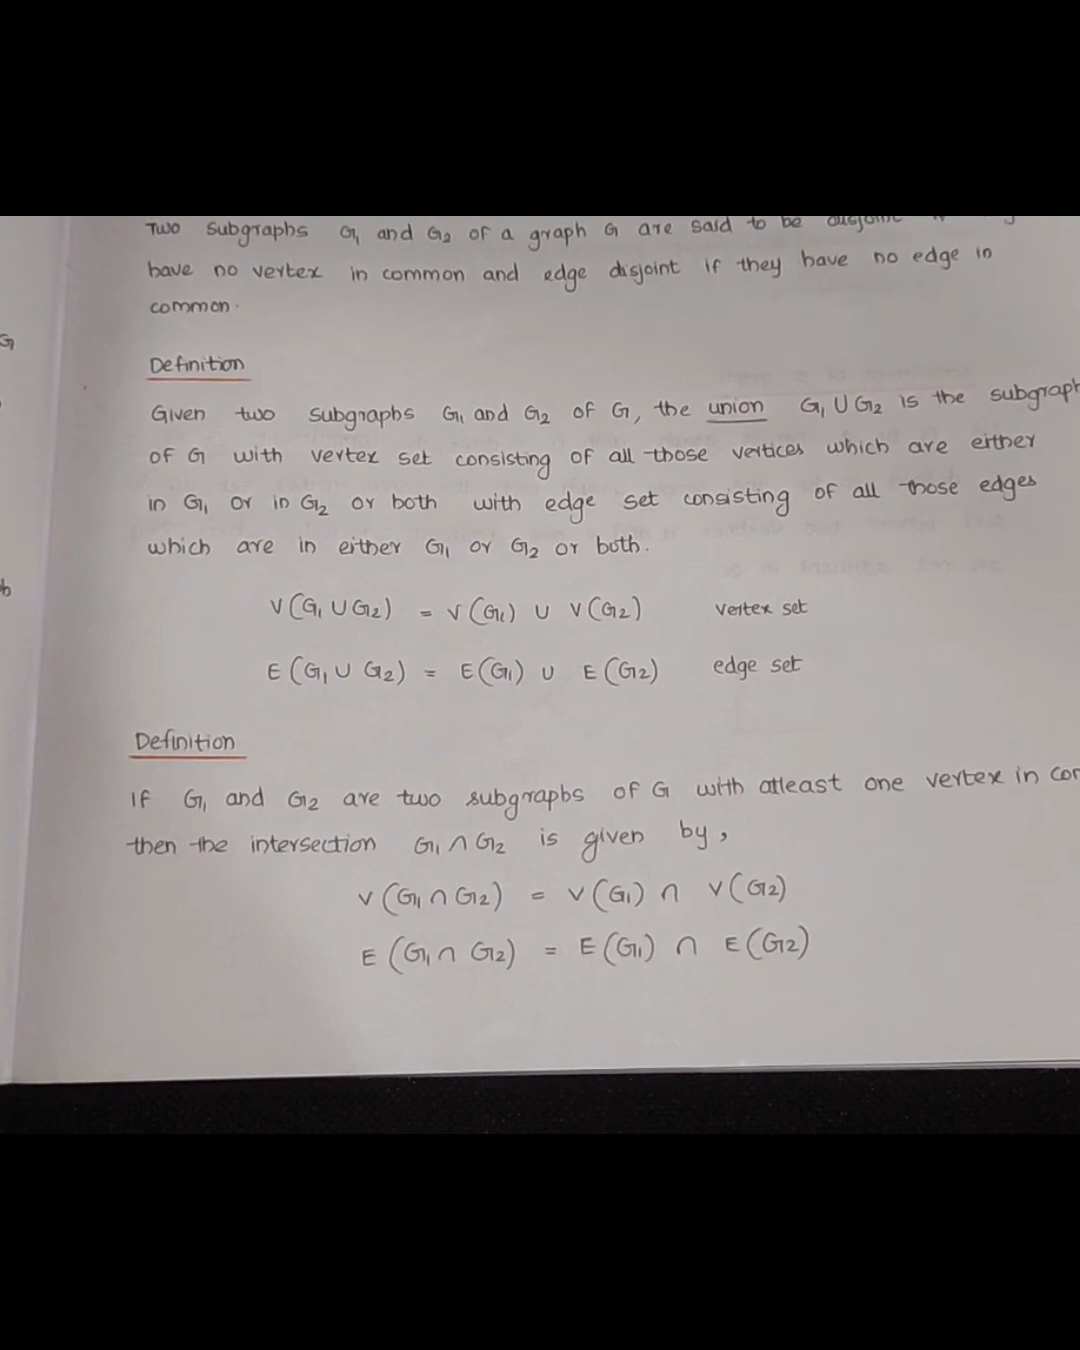 Two subgraphs G1 and G2 of a graph G are said to be disjoint
have no vertex in common and edge disjoint if they have no edge in
common.
G
Definition
Given two subgraphs G1 and G2 of G, the union G1 ∪ G2 is the subgraph
of G with vertex set consisting of all those vertices which are either
in G1 or in G2 or both with edge set consisting of all those edges
which are in either G1 or G2 or both.
V(G1 ∪ G2) = V(G1) ∪ V(G2) vertex set
E(G1 ∪ G2) = E(G1) ∪ E(G2) edge set
Definition
If G1 and G2 are two subgraphs of G with atleast one vertex in
then the intersection G1 ∩ G2 is given by,
V(G1 ∩ G2) = V(G1) ∩ V(G2)
E(G1 ∩ G2) = E(G1) ∩ E(G2)